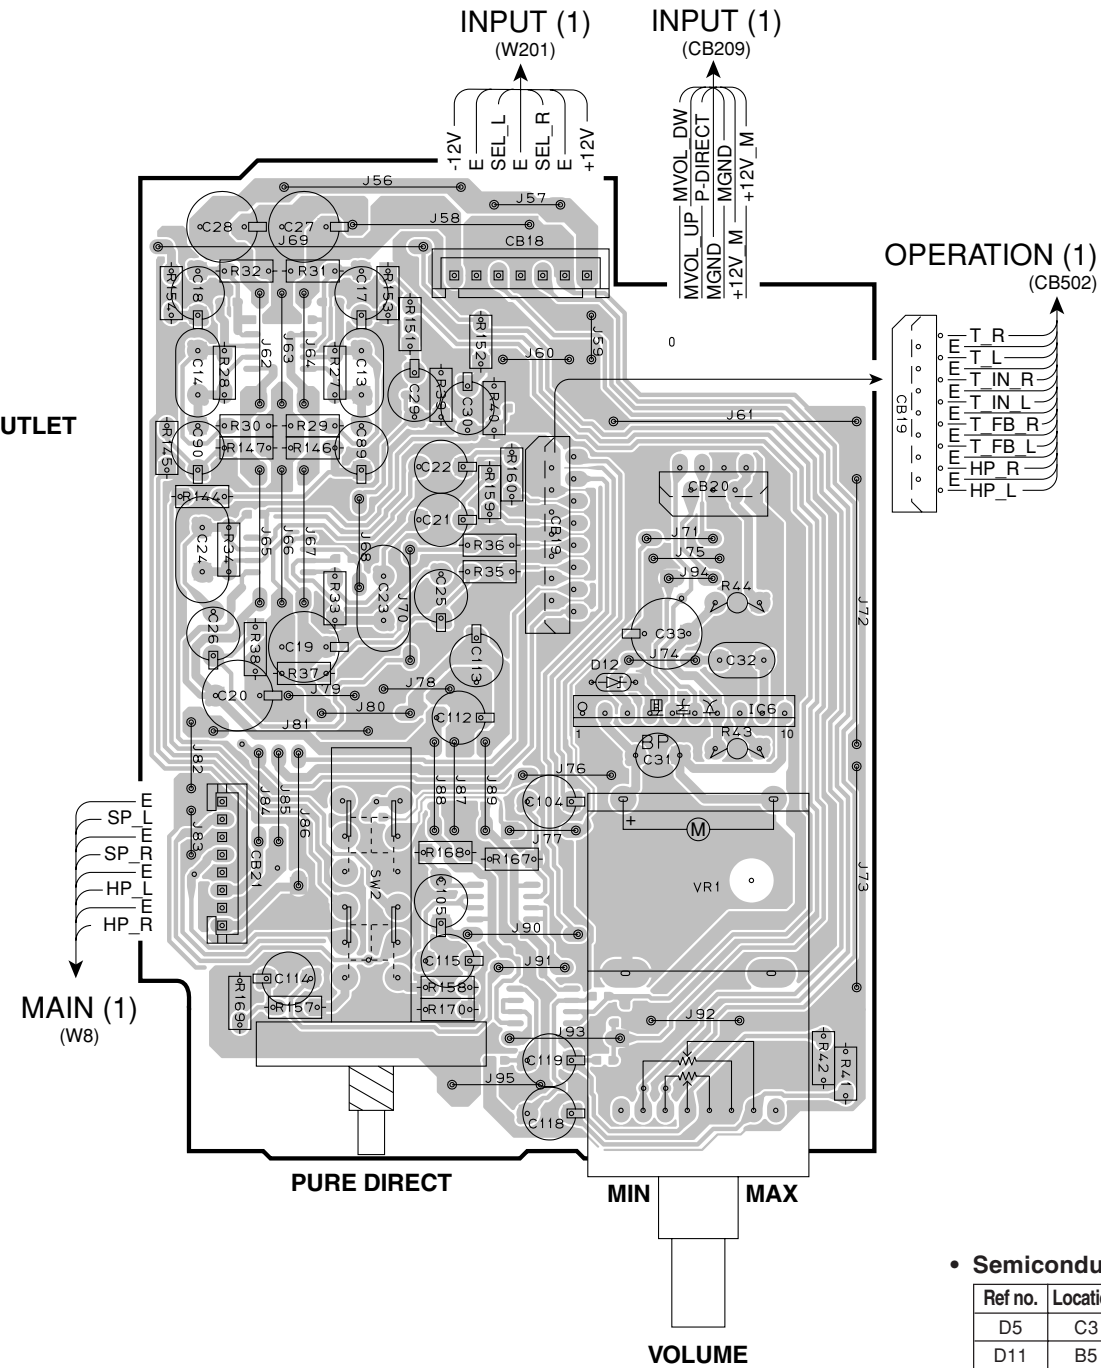 INPUT (1)
(W201)
INPUT (1)
(CB209)
-12V
E
SEL_L
E
SEL_R
E
+12V
MVOL_DW
P-DIRECT
MGND
+12V_M
MVOL_UP
MGND
+12V_M
OPERATION (1)
(CB502)
CB19
T_R
E
T_L
E
T_IN_R
E
T_IN_L
E
T_FB_R
E
T_FB_L
E
HP_R
E
HP_L
J56
J57
C28
C27
J58
J69
CB18
R154
C18
R32
R31
C17
R153
R151
R152
J59
J60
0
C14
R28
J62
J63
J64
R27
C13
C29
R39
C30
R40
J61
UTLET
R145
C90
R30
R29
R147
R146
C89
C22
R159
R160
CB20
R144
C21
CB19
C24
R34
J65
J66
J67
J68
R36
R35
J71
J75
J94
R44
R33
C23
J70
C25
J72
C26
R38
C19
C33
J74
C32
C113
R37
D12
C20
J79
J78
J80
C112
IC6
J81
1
10
BP
R43
C31
J82
J76
J84
J85
J86
J88
J87
J89
C104
J77
J83
CB21
E
SP_L
E
SP_R
E
HP_L
E
HP_R
MAIN (1)
(W8)
+
M
R168
R167
SW2
VR1
J73
C105
J90
C115
J91
C114
R158
R169
R157
R170
J92
J93
R42
R41
C119
J95
C118
PURE DIRECT
MIN
MAX
VOLUME
• Semicondu
Ref no.
Locatio
D5
C3
D11
B5